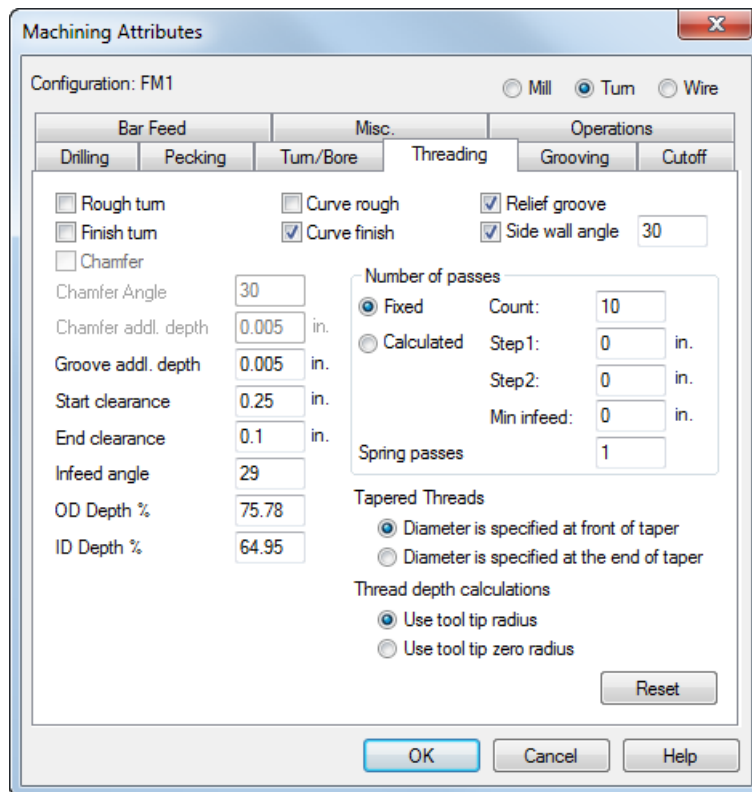 Machining Attributes
Configuration: FM1
Mill Turn Wire
Bar Feed Misc. Operations
Drilling Pecking Turn/Bore Threading Grooving Cutoff
Rough turn Curve rough Relief groove
Finish turn Curve finish Side wall angle 30
Chamfer
Chamfer Angle 30
Chamfer addl. depth 0.005 in.
Groove addl. depth 0.005 in.
Start clearance 0.25 in.
End clearance 0.1 in.
Infeed angle 29
OD Depth % 75.78
ID Depth % 64.95
Number of passes
Fixed Count: 10
Calculated Step1: 0 in.
Step2: 0 in.
Min infeed: 0 in.
Spring passes 1
Tapered Threads
Diameter is specified at front of taper
Diameter is specified at the end of taper
Thread depth calculations
Use tool tip radius
Use tool tip zero radius
Reset
OK Cancel Help